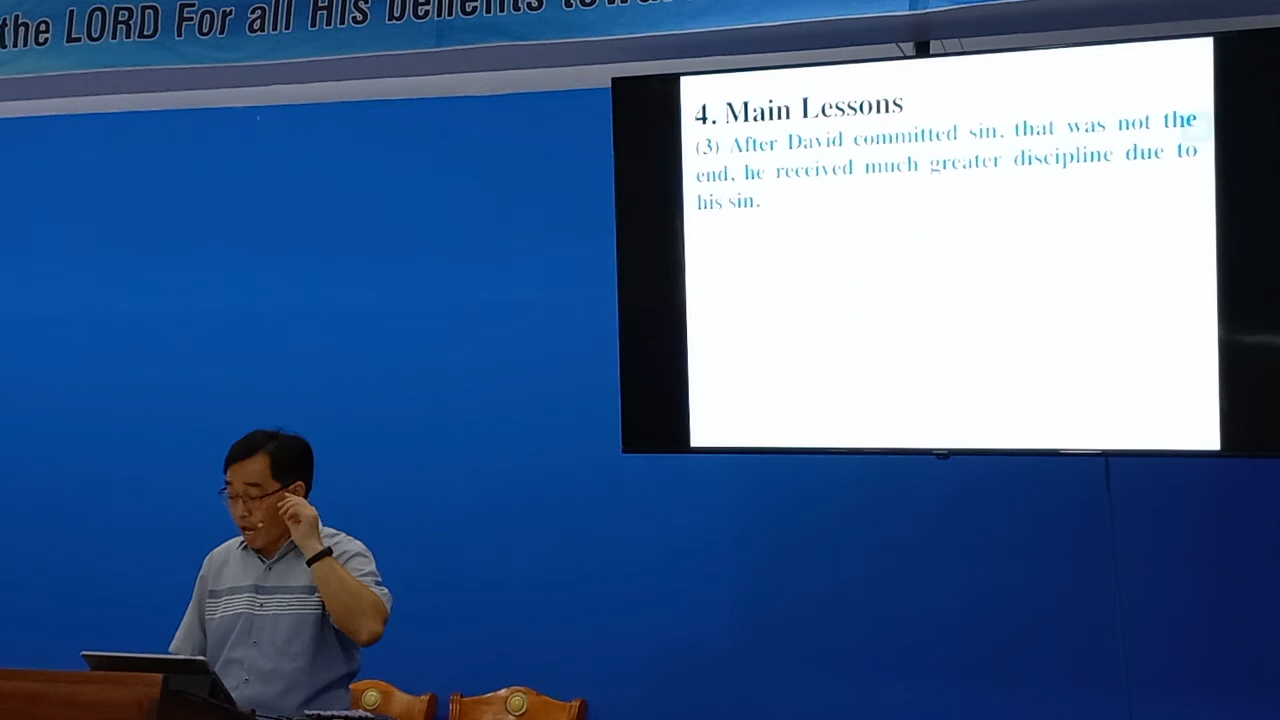 the LORD For all His benefits
4. Main Lessons
(3) After David committed sin, that was not the
end, he received much greater discipline due to
his sin.